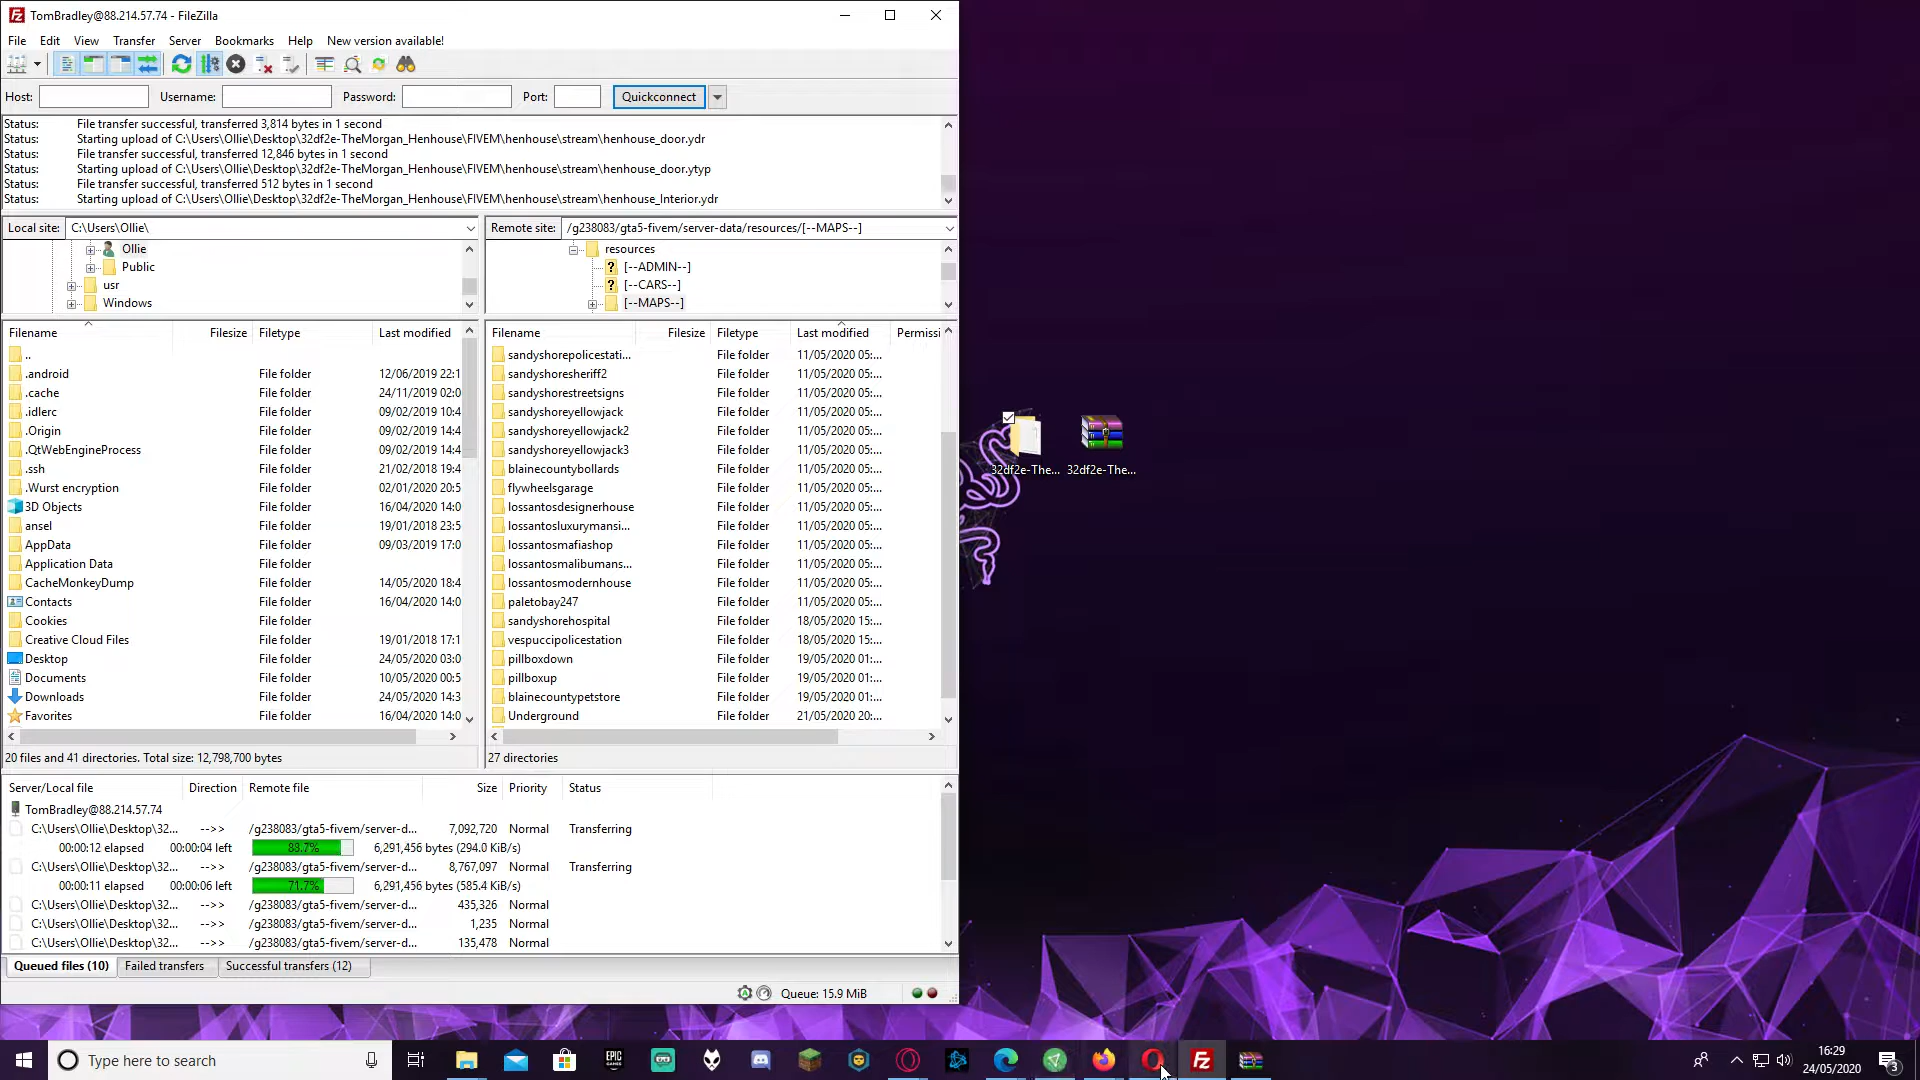 TomBradley@88.214.57.74 - FileZilla
File Edit View Transfer Server Bookmarks Help New version available!
Host: Username: Password: Port: Quickconnect
Status: File transfer successful, transferred 3,814 bytes in 1 second
Status: Starting upload of C:\Users\Ollie\Desktop\32df2e-TheMorgan_Henhouse\FIVEM\henhouse\stream\henhouse_door.ydr
Status: File transfer successful, transferred 12,846 bytes in 1 second
Status: Starting upload of C:\Users\Ollie\Desktop\32df2e-TheMorgan_Henhouse\FIVEM\henhouse\stream\henhouse_door.ytyp
Status: File transfer successful, transferred 512 bytes in 1 second
Status: Starting upload of C:\Users\Ollie\Desktop\32df2e-TheMorgan_Henhouse\FIVEM\henhouse\stream\henhouse_Interior.ydr
Local site: C:\Users\Ollie\
Ollie
Public
usr
Windows
Remote site: /g238083/gta5-fivem/server-data/resources/[--MAPS--]
resources
[--ADMIN--]
[--CARS--]
[--MAPS--]
Filename Filesize Filetype Last modified
..
.android File folder 12/06/2019 22:1
.cache File folder 24/11/2019 02:0
.idlerc File folder 09/02/2019 10:4
.Origin File folder 09/02/2019 14:4
.QtWebEngineProcess File folder 09/02/2019 14:4
.ssh File folder 21/02/2018 19:4
.Wurst encryption File folder 02/01/2020 20:5
3D Objects File folder 16/04/2020 14:0
ansel File folder 19/01/2018 23:5
AppData File folder 09/03/2019 17:0
Application Data File folder
CacheMonkeyDump File folder 14/05/2020 18:4
Contacts File folder 16/04/2020 14:0
Cookies File folder
Creative Cloud Files File folder 19/01/2018 17:1
Desktop File folder 24/05/2020 03:0
Documents File folder 10/05/2020 00:5
Downloads File folder 24/05/2020 14:3
Favorites File folder 16/04/2020 14:0
20 files and 41 directories. Total size: 12,798,700 bytes
Filename Filesize Filetype Last modified Permissi
sandyshorepolicestati... File folder 11/05/2020 05:...
sandyshoresheriff2 File folder 11/05/2020 05:...
sandyshorestreetsigns File folder 11/05/2020 05:...
sandyshoreyellowjack File folder 11/05/2020 05:...
sandyshoreyellowjack2 File folder 11/05/2020 05:...
sandyshoreyellowjack3 File folder 11/05/2020 05:...
blainecountybollards File folder 11/05/2020 05:...
flywheelsgarage File folder 11/05/2020 05:...
lossantosdesignerhouse File folder 11/05/2020 05:...
lossantosluxurymansi... File folder 11/05/2020 05:...
lossantosmafiashop File folder 11/05/2020 05:...
lossantosmalibumans... File folder 11/05/2020 05:...
lossantosmodernhouse File folder 11/05/2020 05:...
paletobay247 File folder 11/05/2020 05:...
sandyshorehospital File folder 18/05/2020 15:...
vespuccipolicestation File folder 18/05/2020 15:...
pillboxdown File folder 19/05/2020 01:...
pillboxup File folder 19/05/2020 01:...
blainecountypetstore File folder 19/05/2020 01:...
Underground File folder 21/05/2020 20:...
27 directories
Server/Local file Direction Remote file Size Priority Status
TomBradley@88.214.57.74
C:\Users\Ollie\Desktop\32... -->> /g238083/gta5-fivem/server-d... 7,092,720 Normal Transferring
00:00:12 elapsed 00:00:04 left 88.7% 6,291,456 bytes (294.0 KiB/s)
C:\Users\Ollie\Desktop\32... -->> /g238083/gta5-fivem/server-d... 8,767,097 Normal Transferring
00:00:11 elapsed 00:00:06 left 71.7% 6,291,456 bytes (585.4 KiB/s)
C:\Users\Ollie\Desktop\32... -->> /g238083/gta5-fivem/server-d... 435,326 Normal
C:\Users\Ollie\Desktop\32... -->> /g238083/gta5-fivem/server-d... 1,235 Normal
C:\Users\Ollie\Desktop\32... -->> /g238083/gta5-fivem/server-d... 135,478 Normal
Queued files (10) Failed transfers Successful transfers (12)
Queue: 15.9 MiB
32df2e-The... 32df2e-The...
Type here to search
EPIC GAMES
16:29
24/05/2020
3